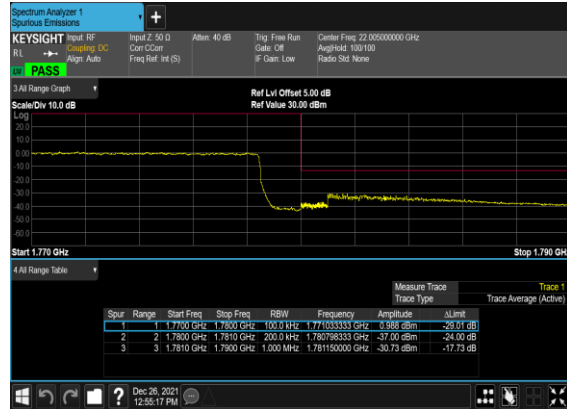 Spectrum Analyzer 1
Spurious Emissions
KEYSIGHT Input: RF Input Z: 50 Ω Atten: 40 dB Trig: Free Run Center Freq: 22.005000000 GHz
RL Coupling: DC Corr CCorr Gate: Off Avg|Hold: 100/100
Align: Auto Freq Ref: Int (S) IF Gain: Low Radio Std: None
LW PASS
3 All Range Graph Ref Lvl Offset 5.00 dB
Scale/Div 10.0 dB Ref Value 30.00 dBm
Log
20.0
10.0
0.00
-10.0
-20.0
-30.0
-40.0
-50.0
-60.0
Start 1.770 GHz Stop 1.790 GH
4 All Range Table
Measure Trace Trace 1
Trace Type Trace Average (Active)
Spur Range Start Freq Stop Freq RBW Frequency Amplitude ΔLimit
1 1 1.7700 GHz 1.7800 GHz 100.0 kHz 1.771033333 GHz 0.988 dBm -29.01 dB
2 2 1.7800 GHz 1.7810 GHz 200.0 kHz 1.780798333 GHz -37.00 dBm -24.00 dB
3 3 1.7810 GHz 1.7900 GHz 1.000 MHz 1.781150000 GHz -30.73 dBm -17.73 dB
? Dec 26, 2021
12:55:17 PM